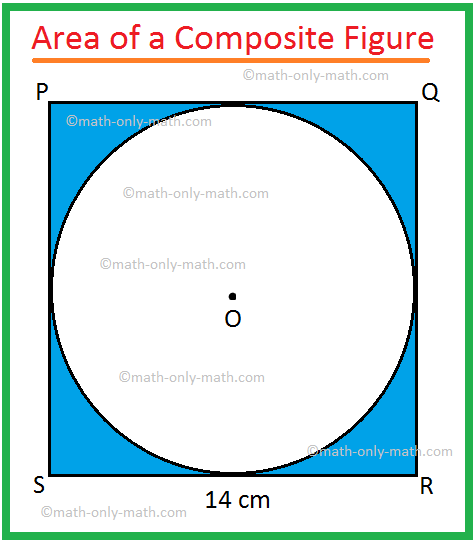 Area of a Composite Figure
©math-only-math.com
P
Q
©math-only-math.com
©math-only-math.com
©math-only-math.com
O
©math-only-math.com
©math-only-math.com
S
R
14 cm
©math-only-math.com